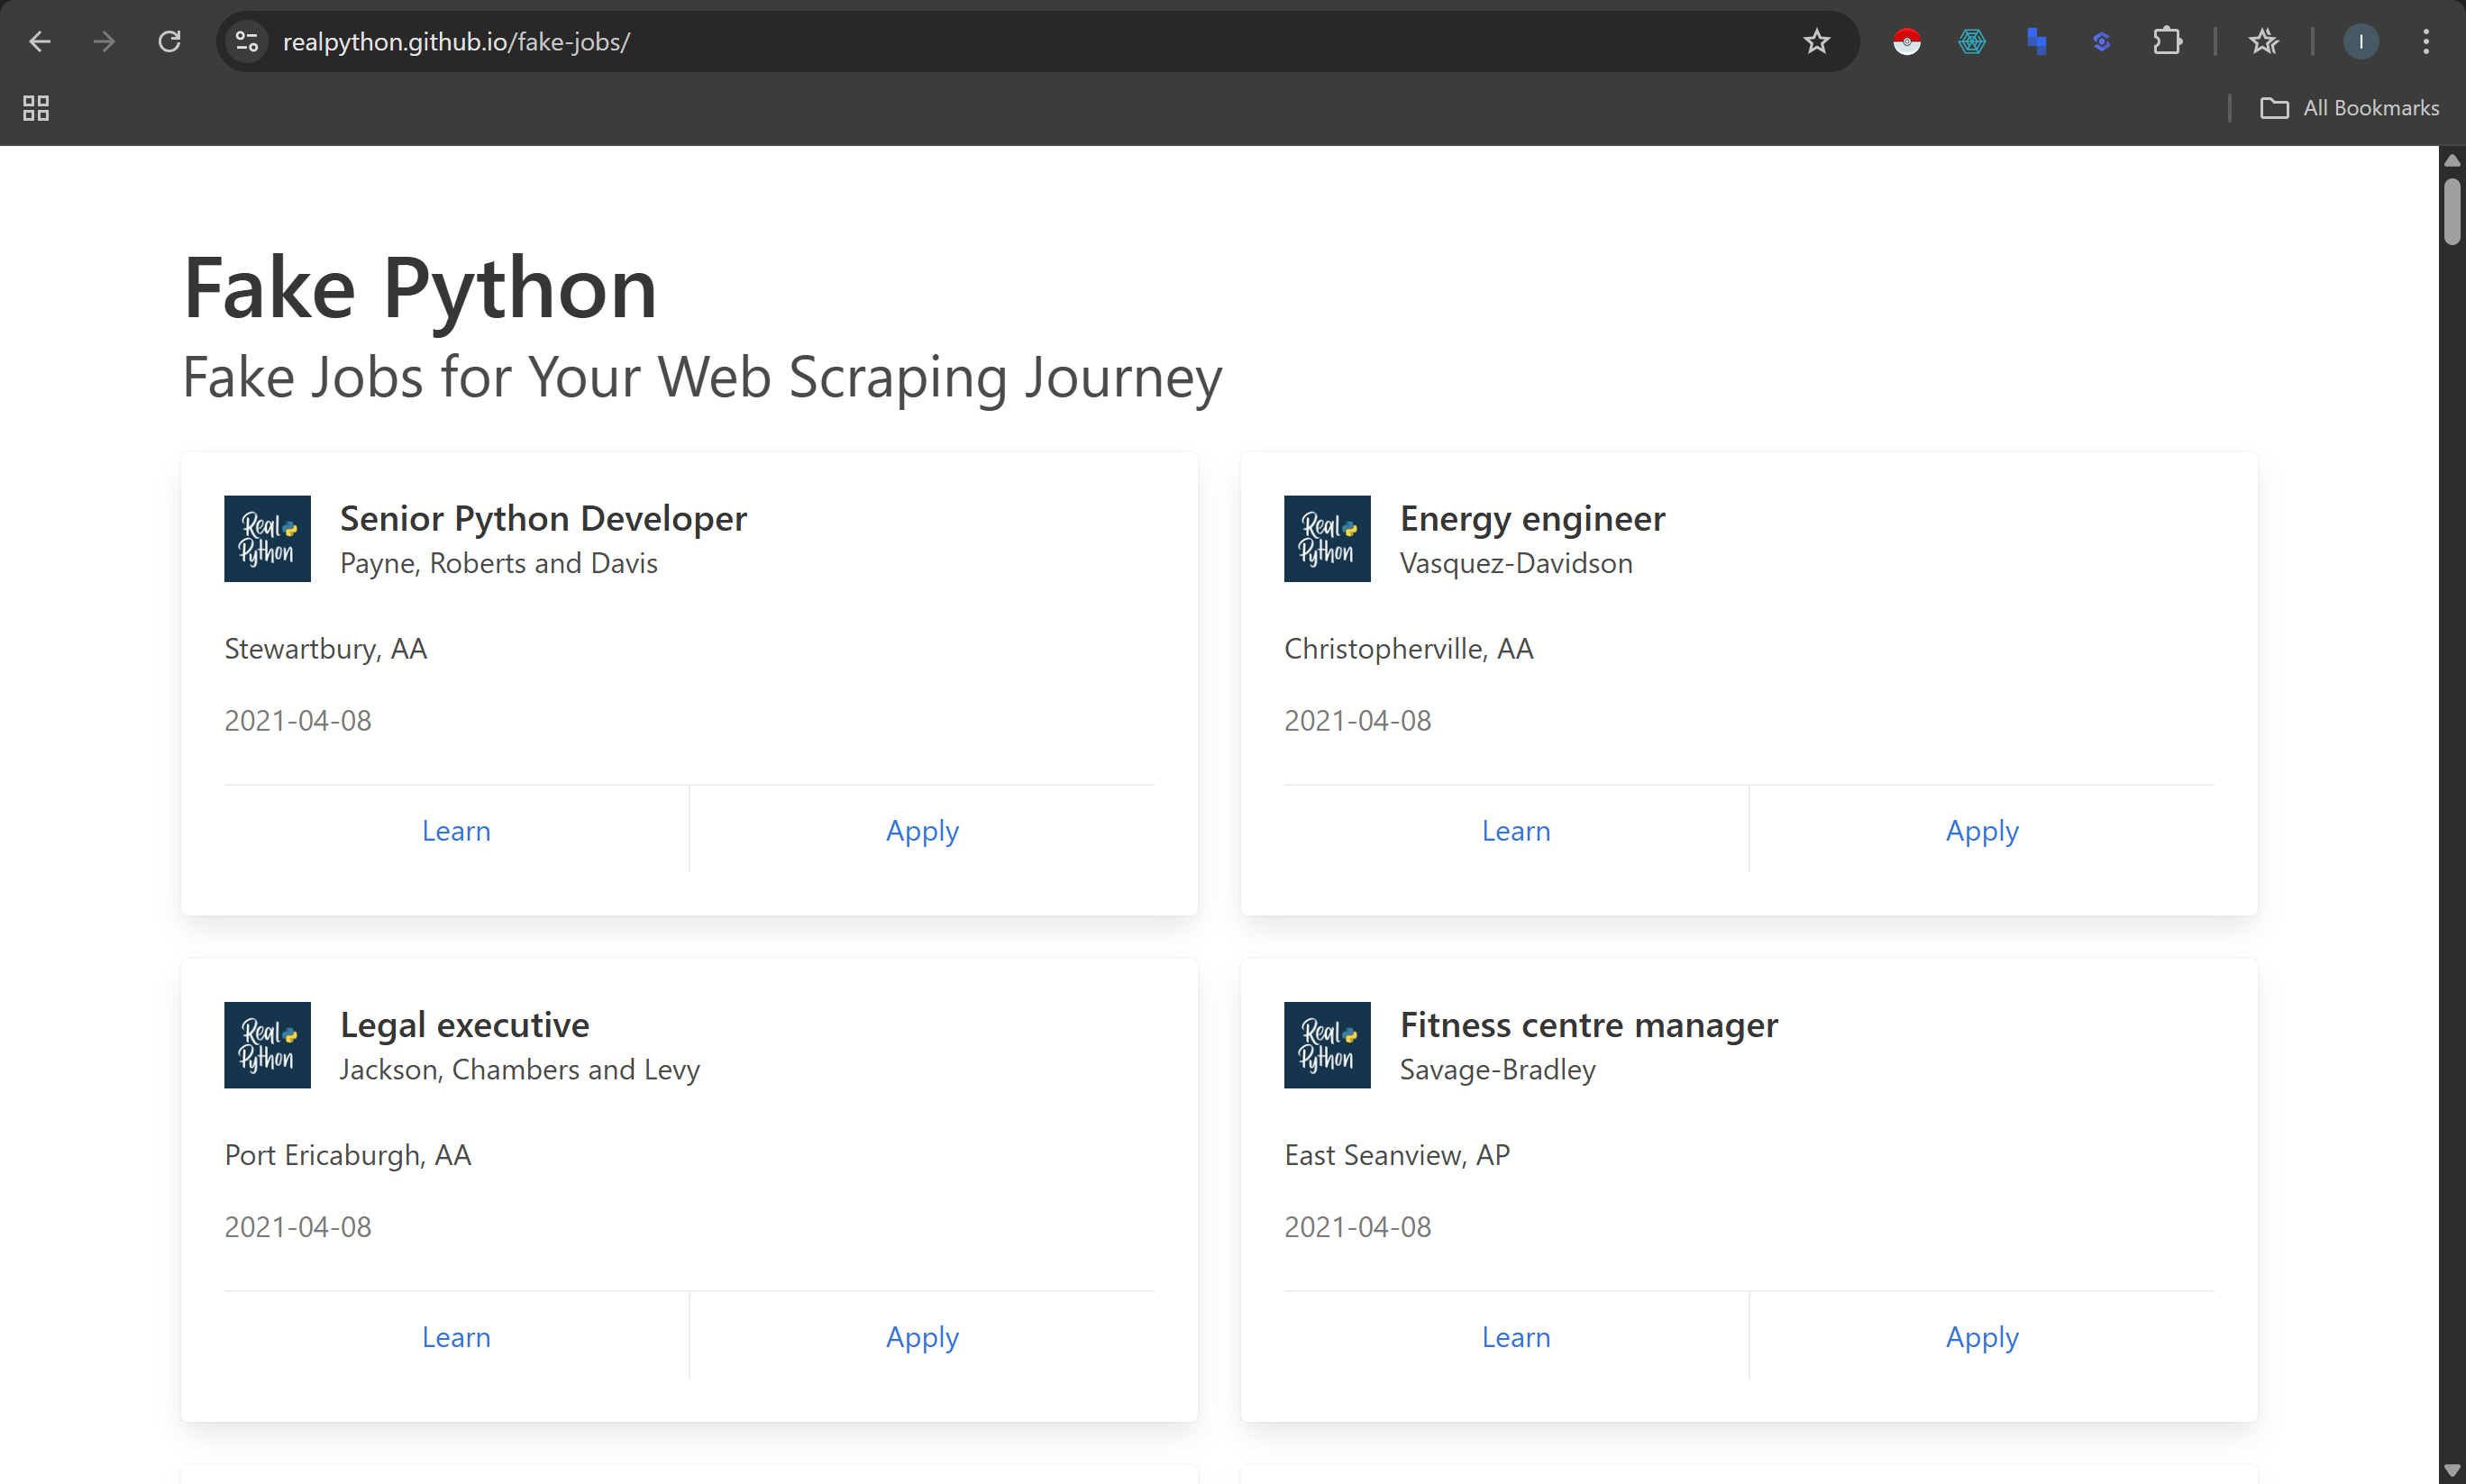 realpython.github.io/fake-jobs/
I
All Bookmarks
Fake Python
Fake Jobs for Your Web Scraping Journey
Real Python
Senior Python Developer
Payne, Roberts and Davis
Stewartbury, AA
2021-04-08
Learn
Apply
Real Python
Energy engineer
Vasquez-Davidson
Christopherville, AA
2021-04-08
Learn
Apply
Real Python
Legal executive
Jackson, Chambers and Levy
Port Ericaburgh, AA
2021-04-08
Learn
Apply
Real Python
Fitness centre manager
Savage-Bradley
East Seanview, AP
2021-04-08
Learn
Apply